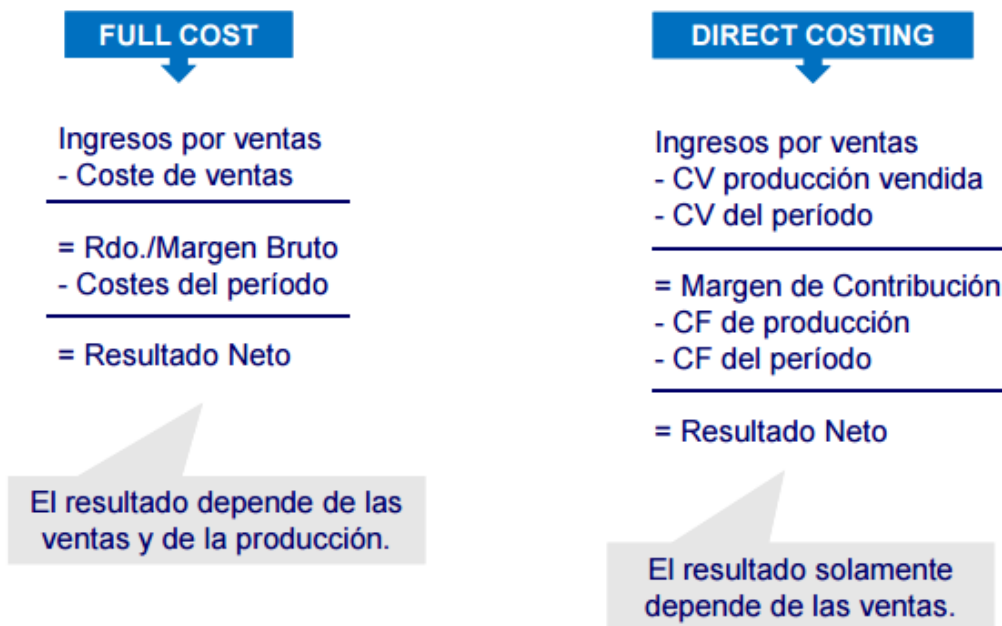 FULL COST
Ingresos por ventas
- Coste de ventas
= Rdo./Margen Bruto
- Costes del período
= Resultado Neto
El resultado depende de las
ventas y de la producción.
DIRECT COSTING
Ingresos por ventas
- CV producción vendida
- CV del período
= Margen de Contribución
- CF de producción
- CF del período
= Resultado Neto
El resultado solamente
depende de las ventas.